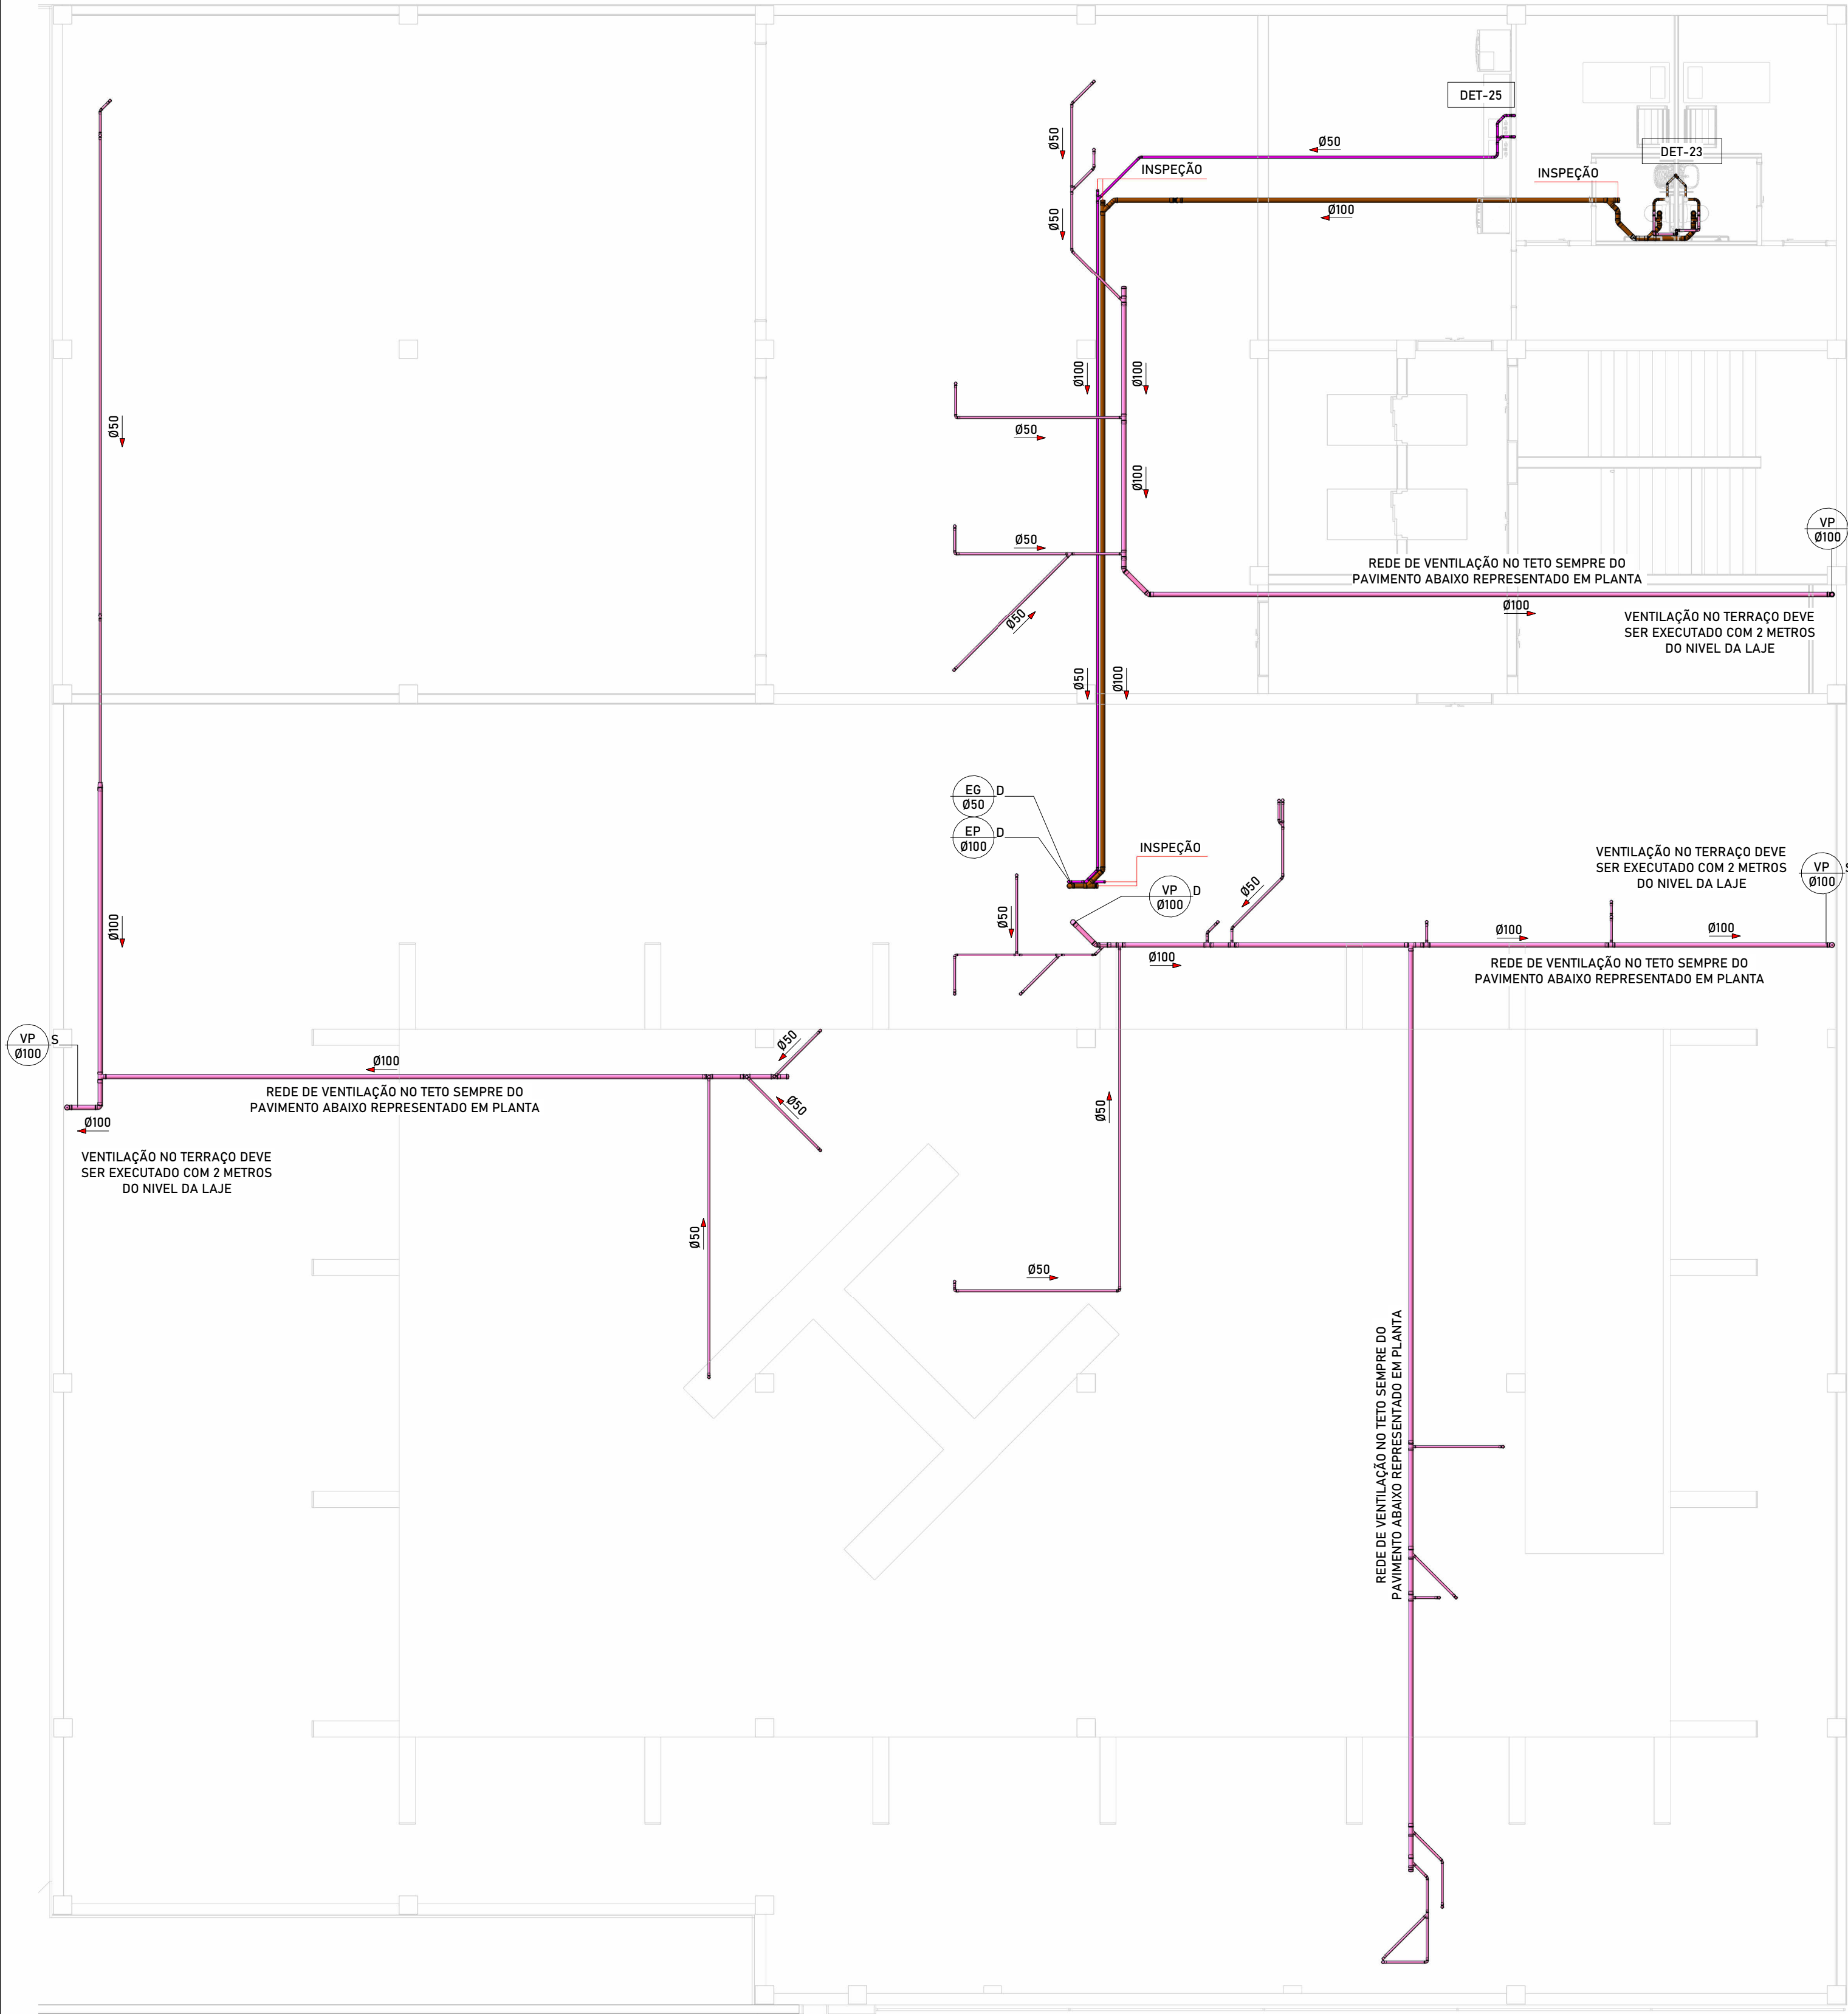 DET-25
DET-23
Ø50
Ø50
INSPEÇÃO
INSPEÇÃO
Ø100
Ø50
Ø100
Ø100
Ø50
Ø50
Ø100
Ø50
VP
Ø100
REDE DE VENTILAÇÃO NO TETO SEMPRE DO
PAVIMENTO ABAIXO REPRESENTADO EM PLANTA
Ø100
Ø50
VENTILAÇÃO NO TERRAÇO DEVE
SER EXECUTADO COM 2 METROS
DO NIVEL DA LAJE
Ø50
Ø100
EG
Ø50
D
EP
Ø100
D
INSPEÇÃO
VP
Ø100
D
Ø50
VENTILAÇÃO NO TERRAÇO DEVE
SER EXECUTADO COM 2 METROS
DO NIVEL DA LAJE
VP
Ø100
S
Ø100
Ø50
Ø100
Ø100
Ø100
REDE DE VENTILAÇÃO NO TETO SEMPRE DO
PAVIMENTO ABAIXO REPRESENTADO EM PLANTA
VP
Ø100
S
Ø100
Ø50
REDE DE VENTILAÇÃO NO TETO SEMPRE DO
PAVIMENTO ABAIXO REPRESENTADO EM PLANTA
Ø50
Ø50
Ø100
VENTILAÇÃO NO TERRAÇO DEVE
SER EXECUTADO COM 2 METROS
DO NIVEL DA LAJE
Ø50
Ø50
REDE DE VENTILAÇÃO NO TETO SEMPRE DO
PAVIMENTO ABAIXO REPRESENTADO EM PLANTA